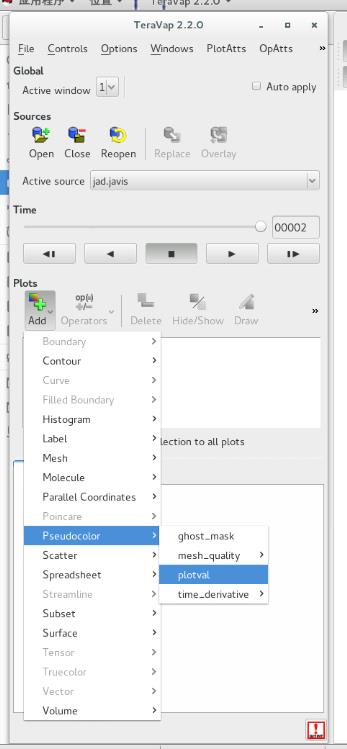 应用程序 位置 TeraVap 2.2.0
TeraVap 2.2.0
File Controls Options Windows PlotAtts OpAtts »
Global
Active window 1 Auto apply
Sources
Open Close Reopen Replace Overlay
Active source jad.javis
Time
00002
Plots
Add Operators Delete Hide/Show Draw »
Boundary
Contour
Curve
Filled Boundary
Histogram
Label
lection to all plots
Mesh
Molecule
Parallel Coordinates
Poincare
Pseudocolor ghost_mask
Scatter mesh_quality
Spreadsheet plotval
Streamline time_derivative
Subset
Surface
Tensor
Truecolor
Vector
Volume